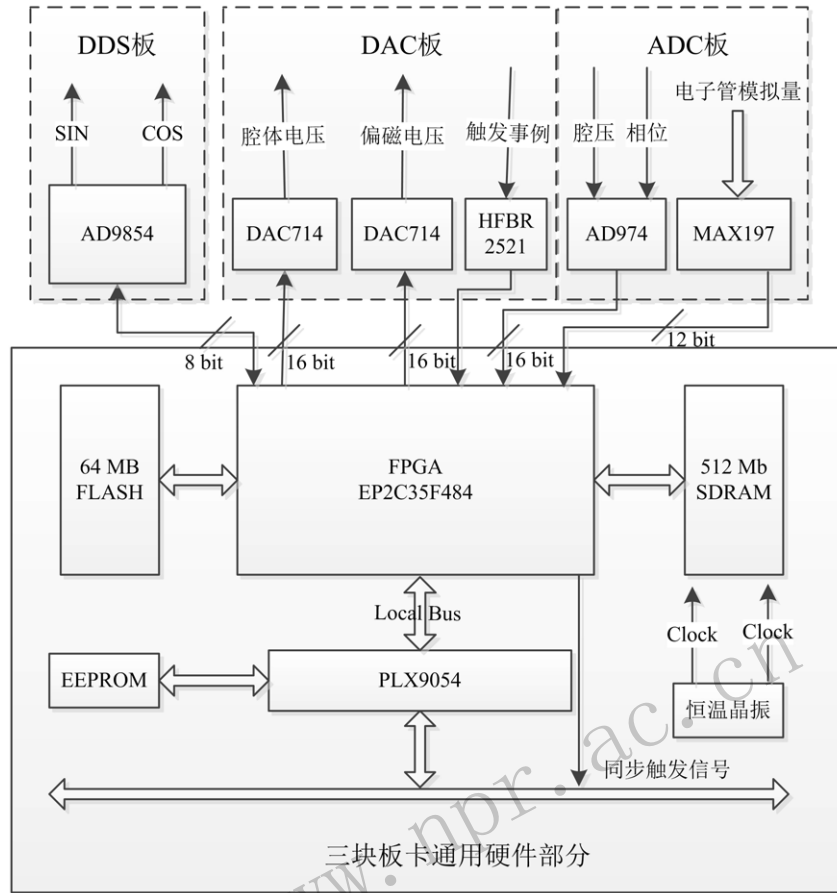 DDS板
DAC板
ADC板
SIN
COS
腔体电压
偏磁电压
触发事例
腔压
相位
电子管模拟量
AD9854
DAC714
DAC714
HFBR
2521
AD974
MAX197
8 bit
16 bit
16 bit
16 bit
12 bit
64 MB
FLASH
FPGA
EP2C35F484
512 Mb
SDRAM
Local Bus
Clock
Clock
EEPROM
PLX9054
恒温晶振
同步触发信号
三块板卡通用硬件部分
www.npr.ac.cn